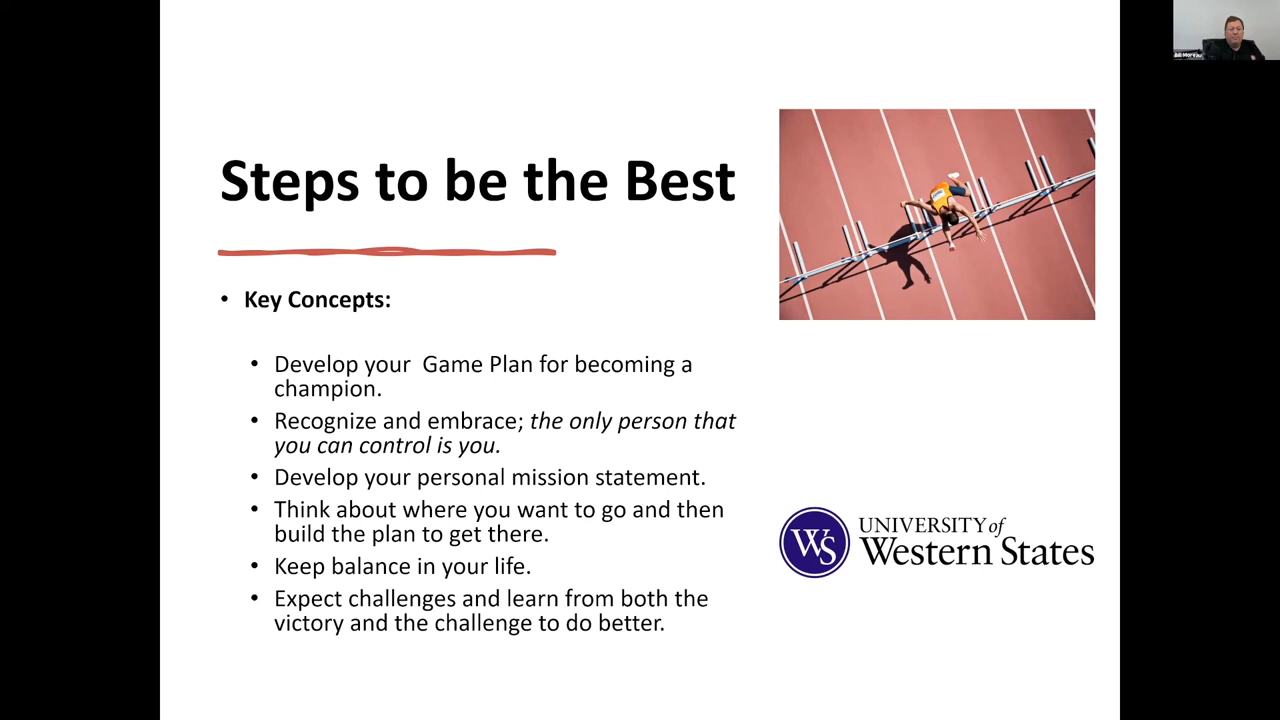 Bill Moreau
Steps to be the Best
• Key Concepts:
• Develop your  Game Plan for becoming a
champion.
• Recognize and embrace; the only person that
you can control is you.
• Develop your personal mission statement.
• Think about where you want to go and then
build the plan to get there.
• Keep balance in your life.
• Expect challenges and learn from both the
victory and the challenge to do better.
WS
UNIVERSITY of
Western States